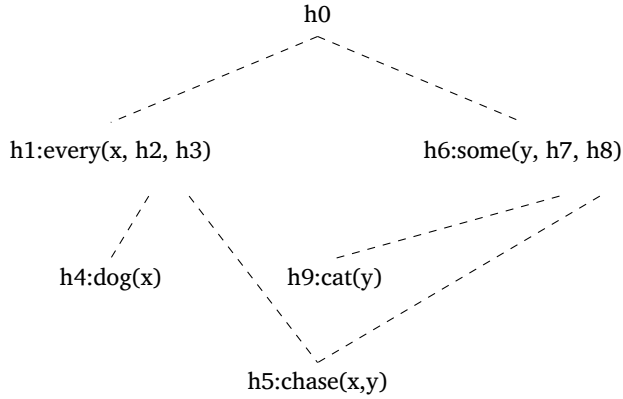 h0
h1:every(x, h2, h3)
h6:some(y, h7, h8)
h4:dog(x)
h9:cat(y)
h5:chase(x,y)